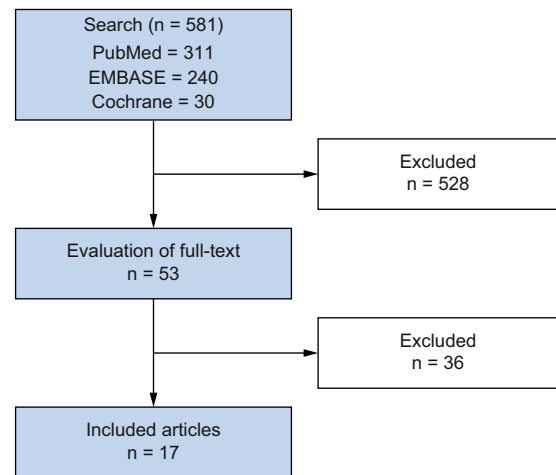 Search (n = 581)
PubMed = 311
EMBASE = 240
Cochrane = 30
Excluded
n = 528
Evaluation of full-text
n = 53
Excluded
n = 36
Included articles
n = 17